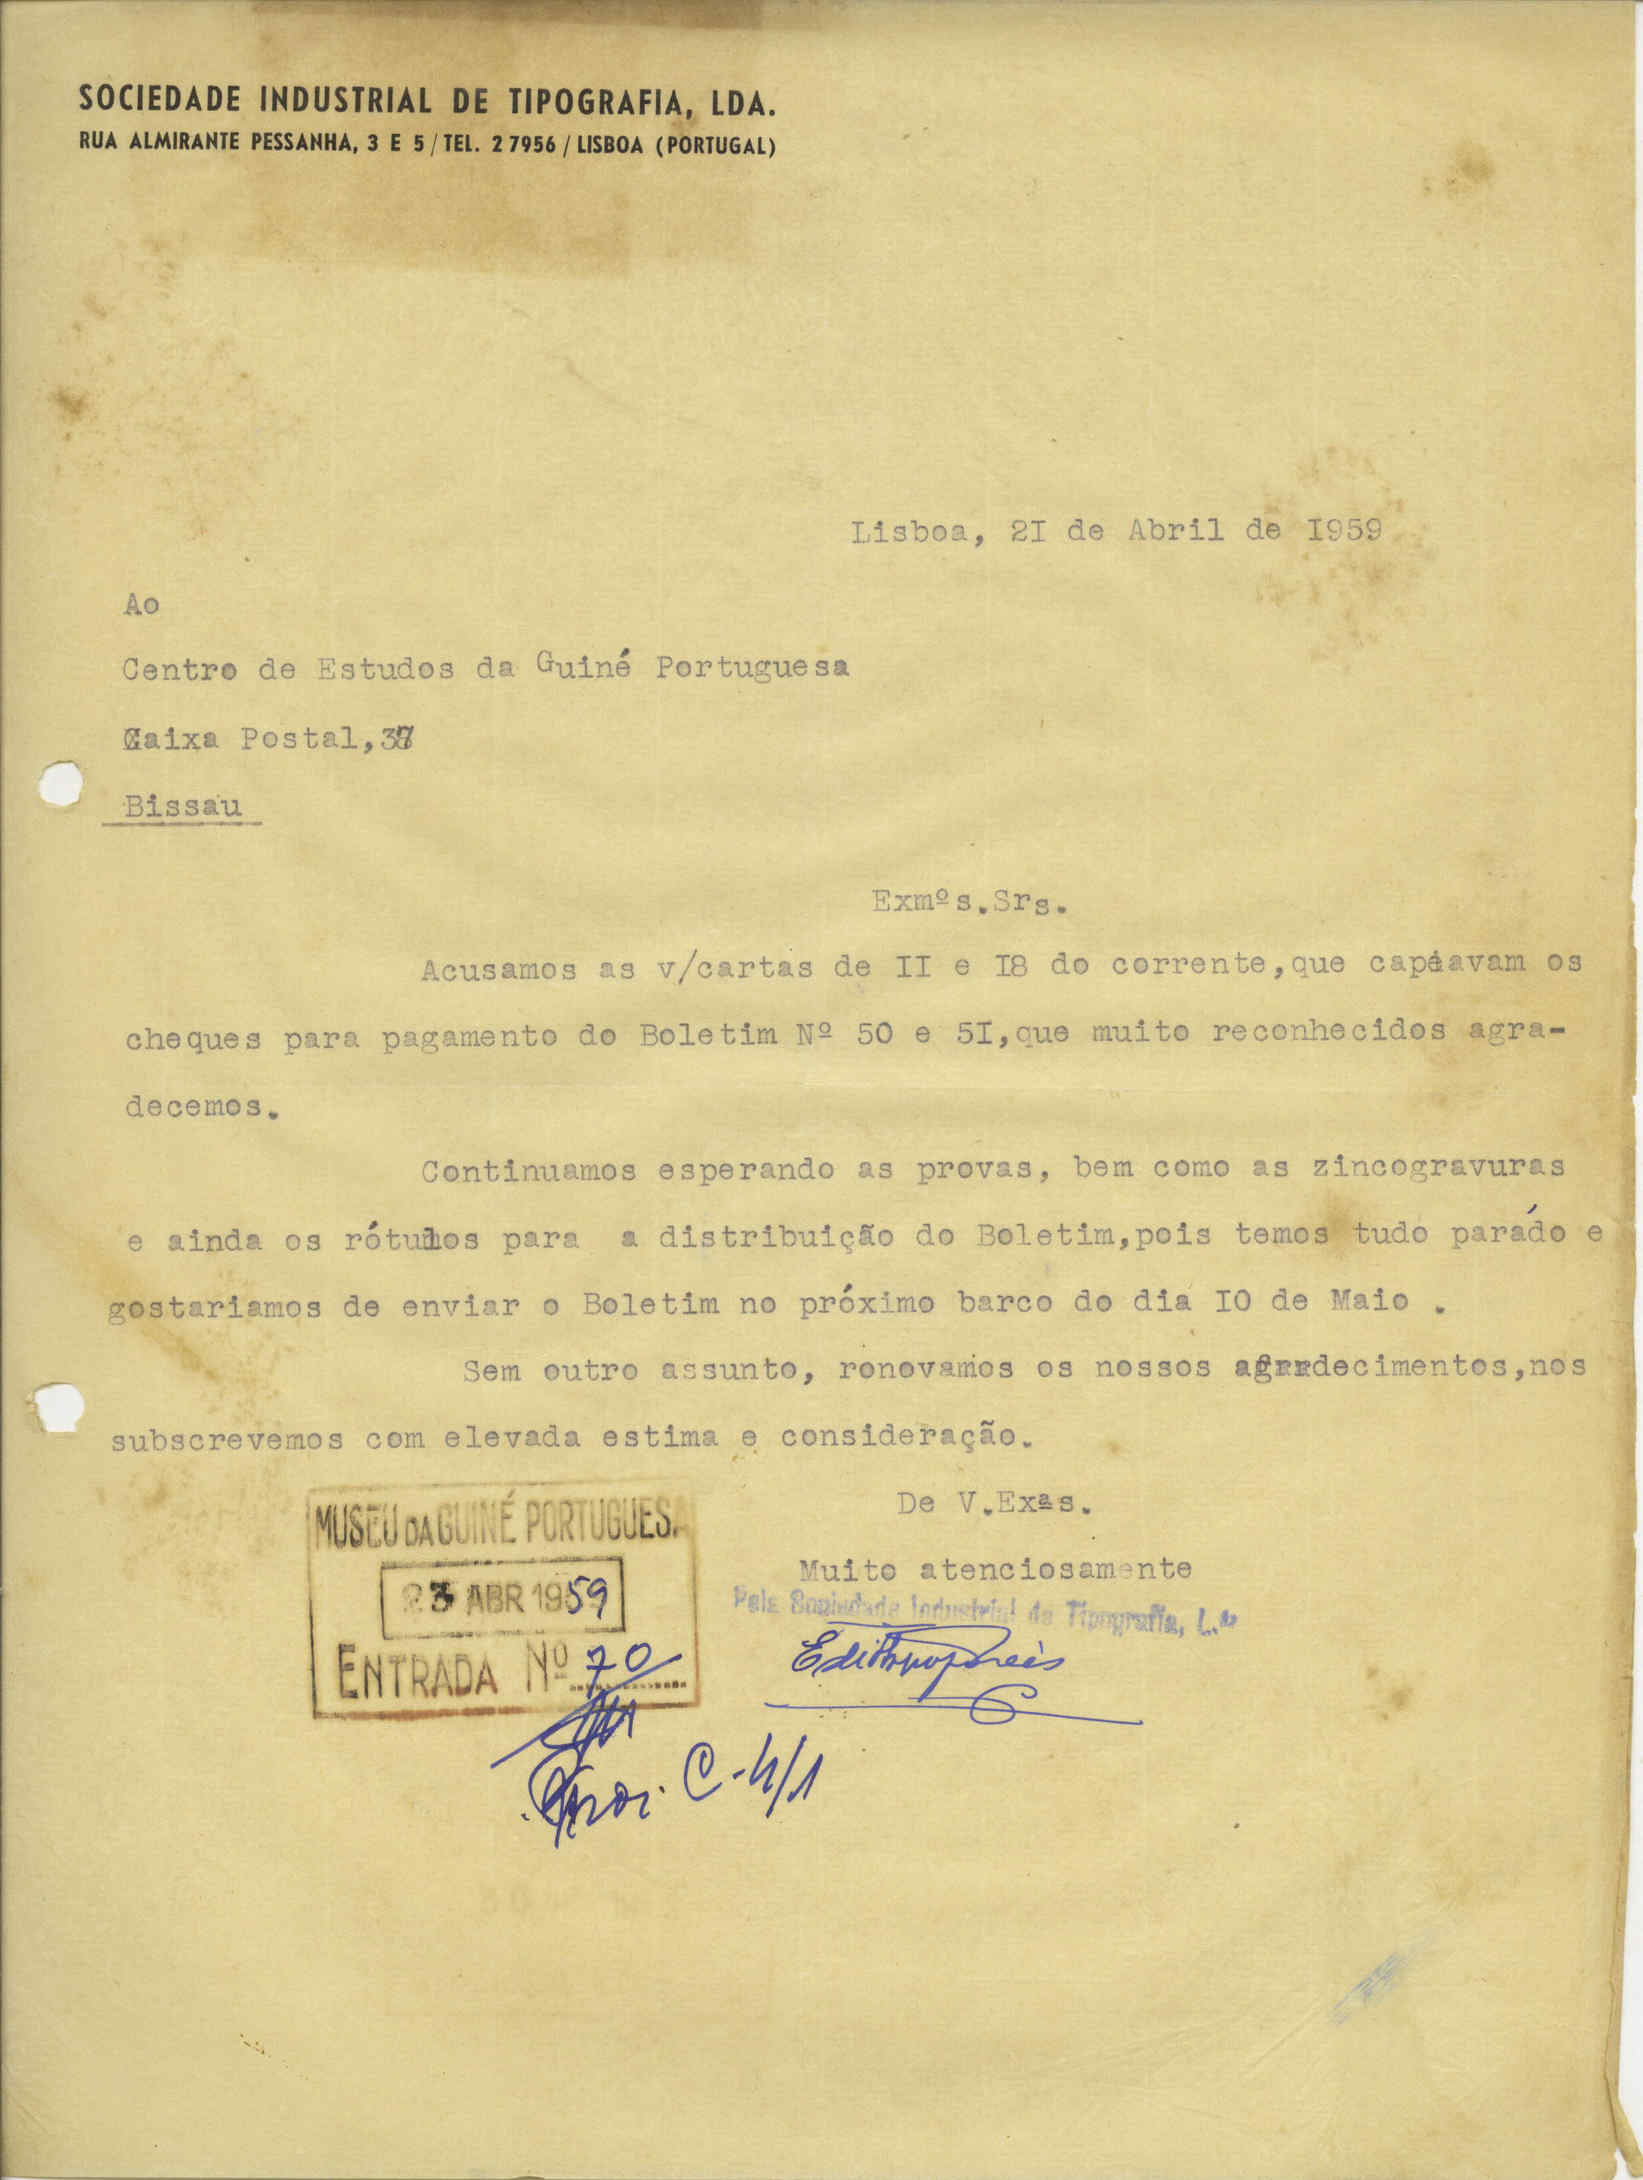 SOCIEDADE INDUSTRIAL DE TIPOGRAFIA, LDA.
RUA ALMIRANTE PESSANHA, 3 E 5 / TEL. 2 7956 / LISBOA (PORTUGAL)
Lisboa, 2I de Abril de I959
Ao
Centro de Estudos da Guiné Portuguesa
Caixa Postal,37
Bissau
Exmºs.Srs.
Acusamos as v/cartas de II e I8 do corrente,que capeavam os
cheques para pagamento do Boletim Nº 50 e 5I,que muito reconhecidos agra-
decemos.
Continuamos esperando as provas, bem como as zincogravuras
e ainda os rótulos para a distribuição do Boletim,pois temos tudo parádo e
gostariamos de enviar o Boletim no próximo barco do dia IO de Maio .
Sem outro assunto, renovamos os nossos agradecimentos,nos
subscrevemos com elevada estima e consideração.
De V.Exªs.
Muito atenciosamente
Pela Sociedade Industrial de Tipografia, L.da
MUSEU DA GUINÉ PORTUGUESA
23 ABR 1959
ENTRADA Nº 70
C-4/1